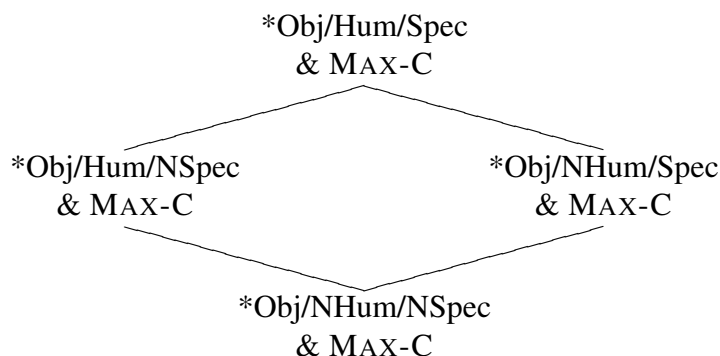 *Obj/Hum/Spec
& MAX-C
*Obj/Hum/NSpec
& MAX-C
*Obj/NHum/Spec
& MAX-C
*Obj/NHum/NSpec
& MAX-C